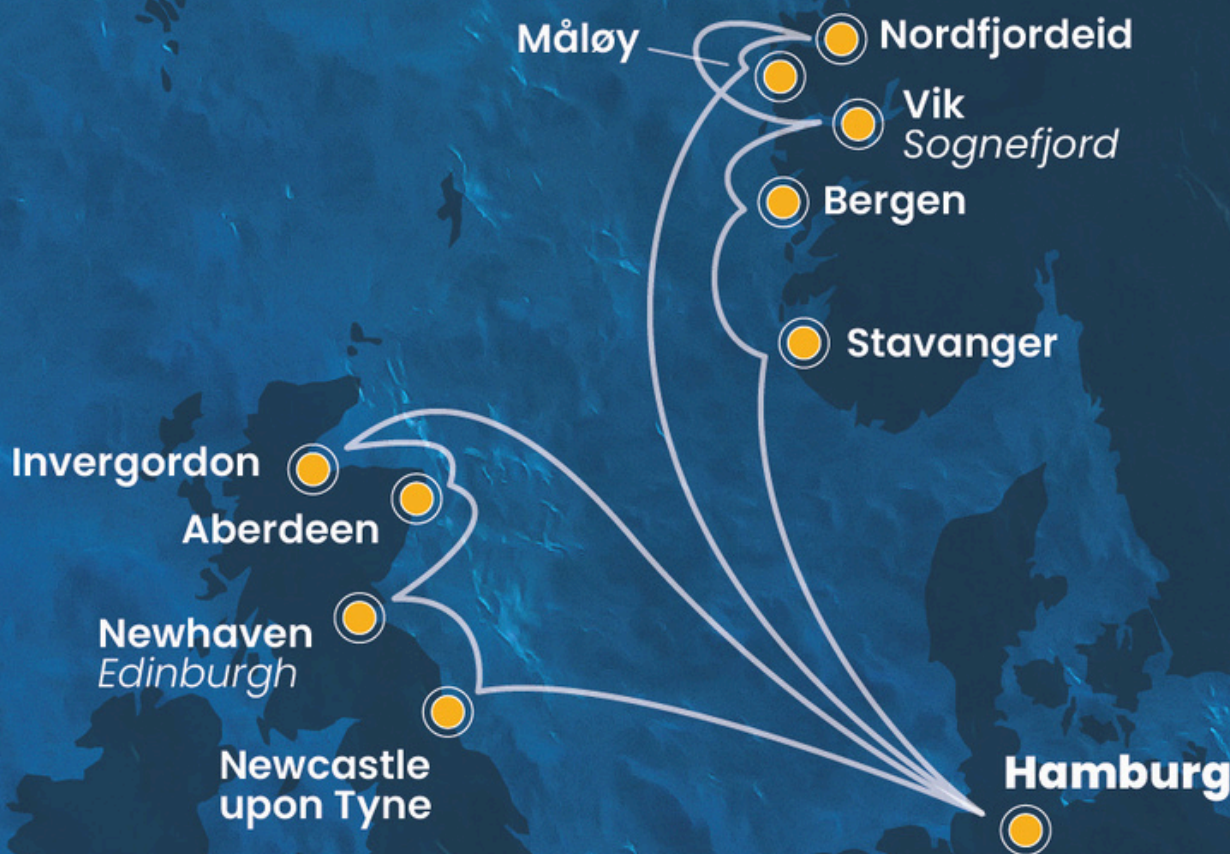 Måløy
Nordfjordeid
Vik
Sognefjord
Bergen
Stavanger
Invergordon
Aberdeen
Newhaven
Edinburgh
Newcastle
upon Tyne
Hamburg